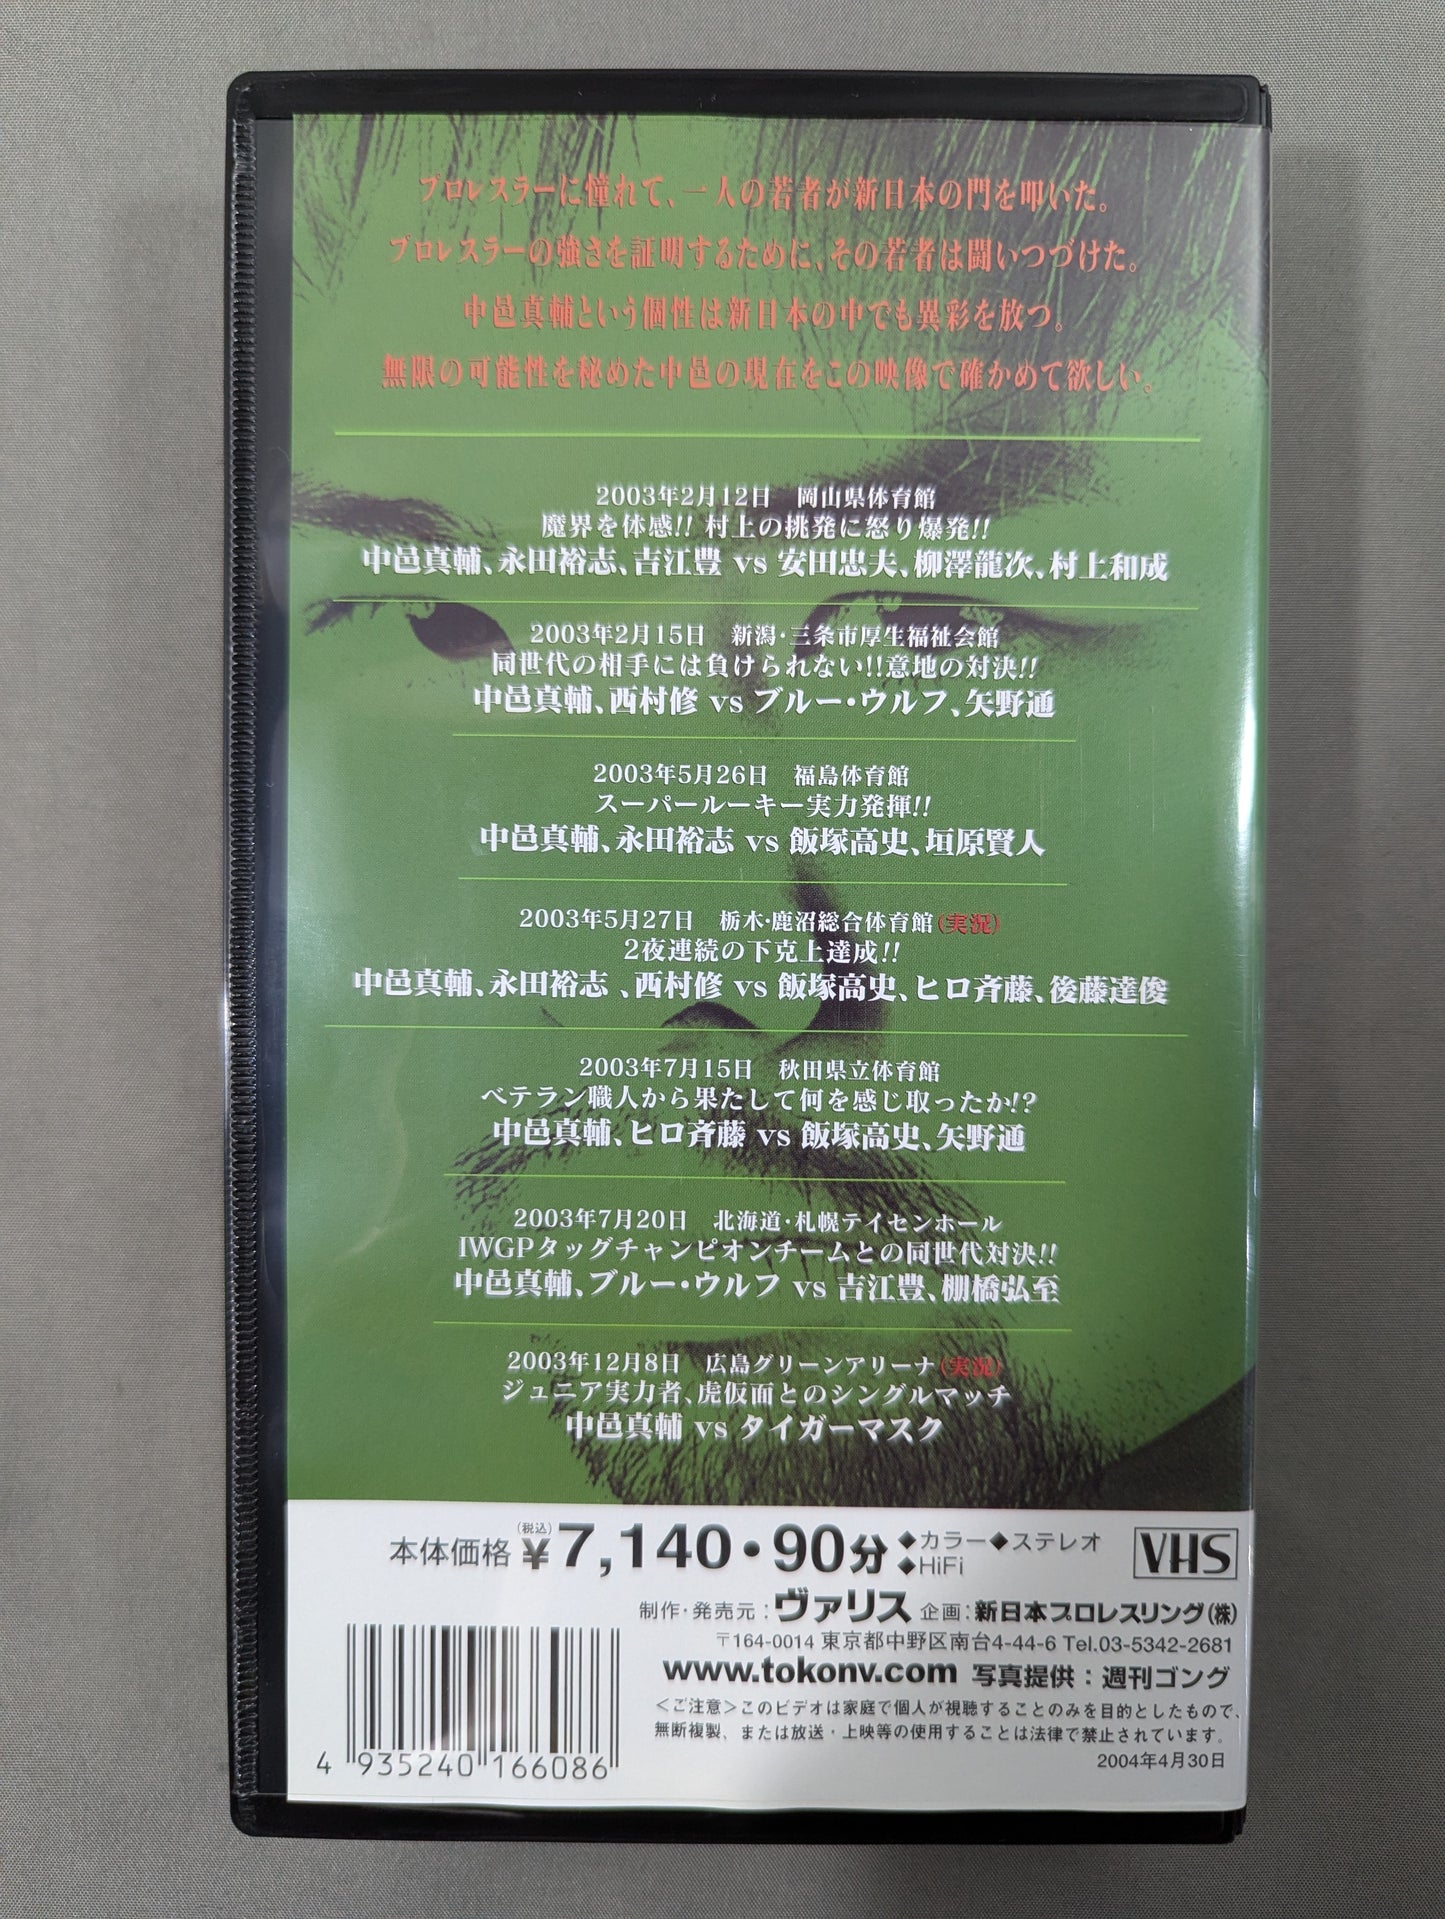 プロレスラーに憧れて、一人の若者が新日本の門を叩いた。
プロレスラーの強さを証明するために、その若者は闘いつづけた。
中邑真輔という個性は新日本の中でも異彩を放つ。
無限の可能性を秘めた中邑の現在をこの映像で確かめて欲しい。
2003年2月12日 岡山県体育館
魔界を体感!! 村上の挑発に怒り爆発!!
中邑真輔、永田裕志、吉江豊 vs 安田忠夫、柳澤龍次、村上和成
2003年2月15日 新潟・三条市厚生福祉会館
同世代の相手には負けられない!!意地の対決!!
中邑真輔、西村修 vs ブルー・ウルフ、矢野通
2003年5月26日 福島体育館
スーパールーキー実力発揮!!
中邑真輔、永田裕志 vs 飯塚高史、垣原賢人
2003年5月27日 栃木・鹿沼総合体育館(実況)
2夜連続の下克上達成!!
中邑真輔、永田裕志、西村修 vs 飯塚高史、ヒロ斉藤、後藤達俊
2003年7月15日 秋田県立体育館
ベテラン職人から果たして何を感じ取ったか!?
中邑真輔、ヒロ斉藤 vs 飯塚高史、矢野通
2003年7月20日 北海道・札幌テイセンホール
IWGPタッグチャンピオンチームとの同世代対決!!
中邑真輔、ブルー・ウルフ vs 吉江豊、棚橋弘至
2003年12月8日 広島グリーンアリーナ(実況)
ジュニア実力者、虎仮面とのシングルマッチ
中邑真輔 vs タイガーマスク
本体価格(税込)¥7,140・90分 ◆カラー◆ステレオ ◆HiFi VHS
制作・発売元：ヴァリス 企画：新日本プロレスリング(株)
〒164-0014 東京都中野区南台4-44-6 Tel.03-5342-2681
www.tokonv.com 写真提供：週刊ゴング
＜ご注意＞このビデオは家庭で個人が視聴することのみを目的としたもので、
無断複製、または放送・上映等の使用することは法律で禁止されています。
2004年4月30日
4 935240 166086